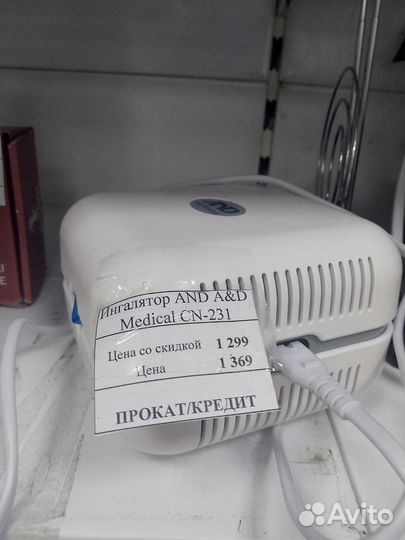 Ингалятор AND A&D
Medical CN-231
Цена со скидкой 1 299
Цена 1 369
ПРОКАТ/КРЕДИТ
Avito